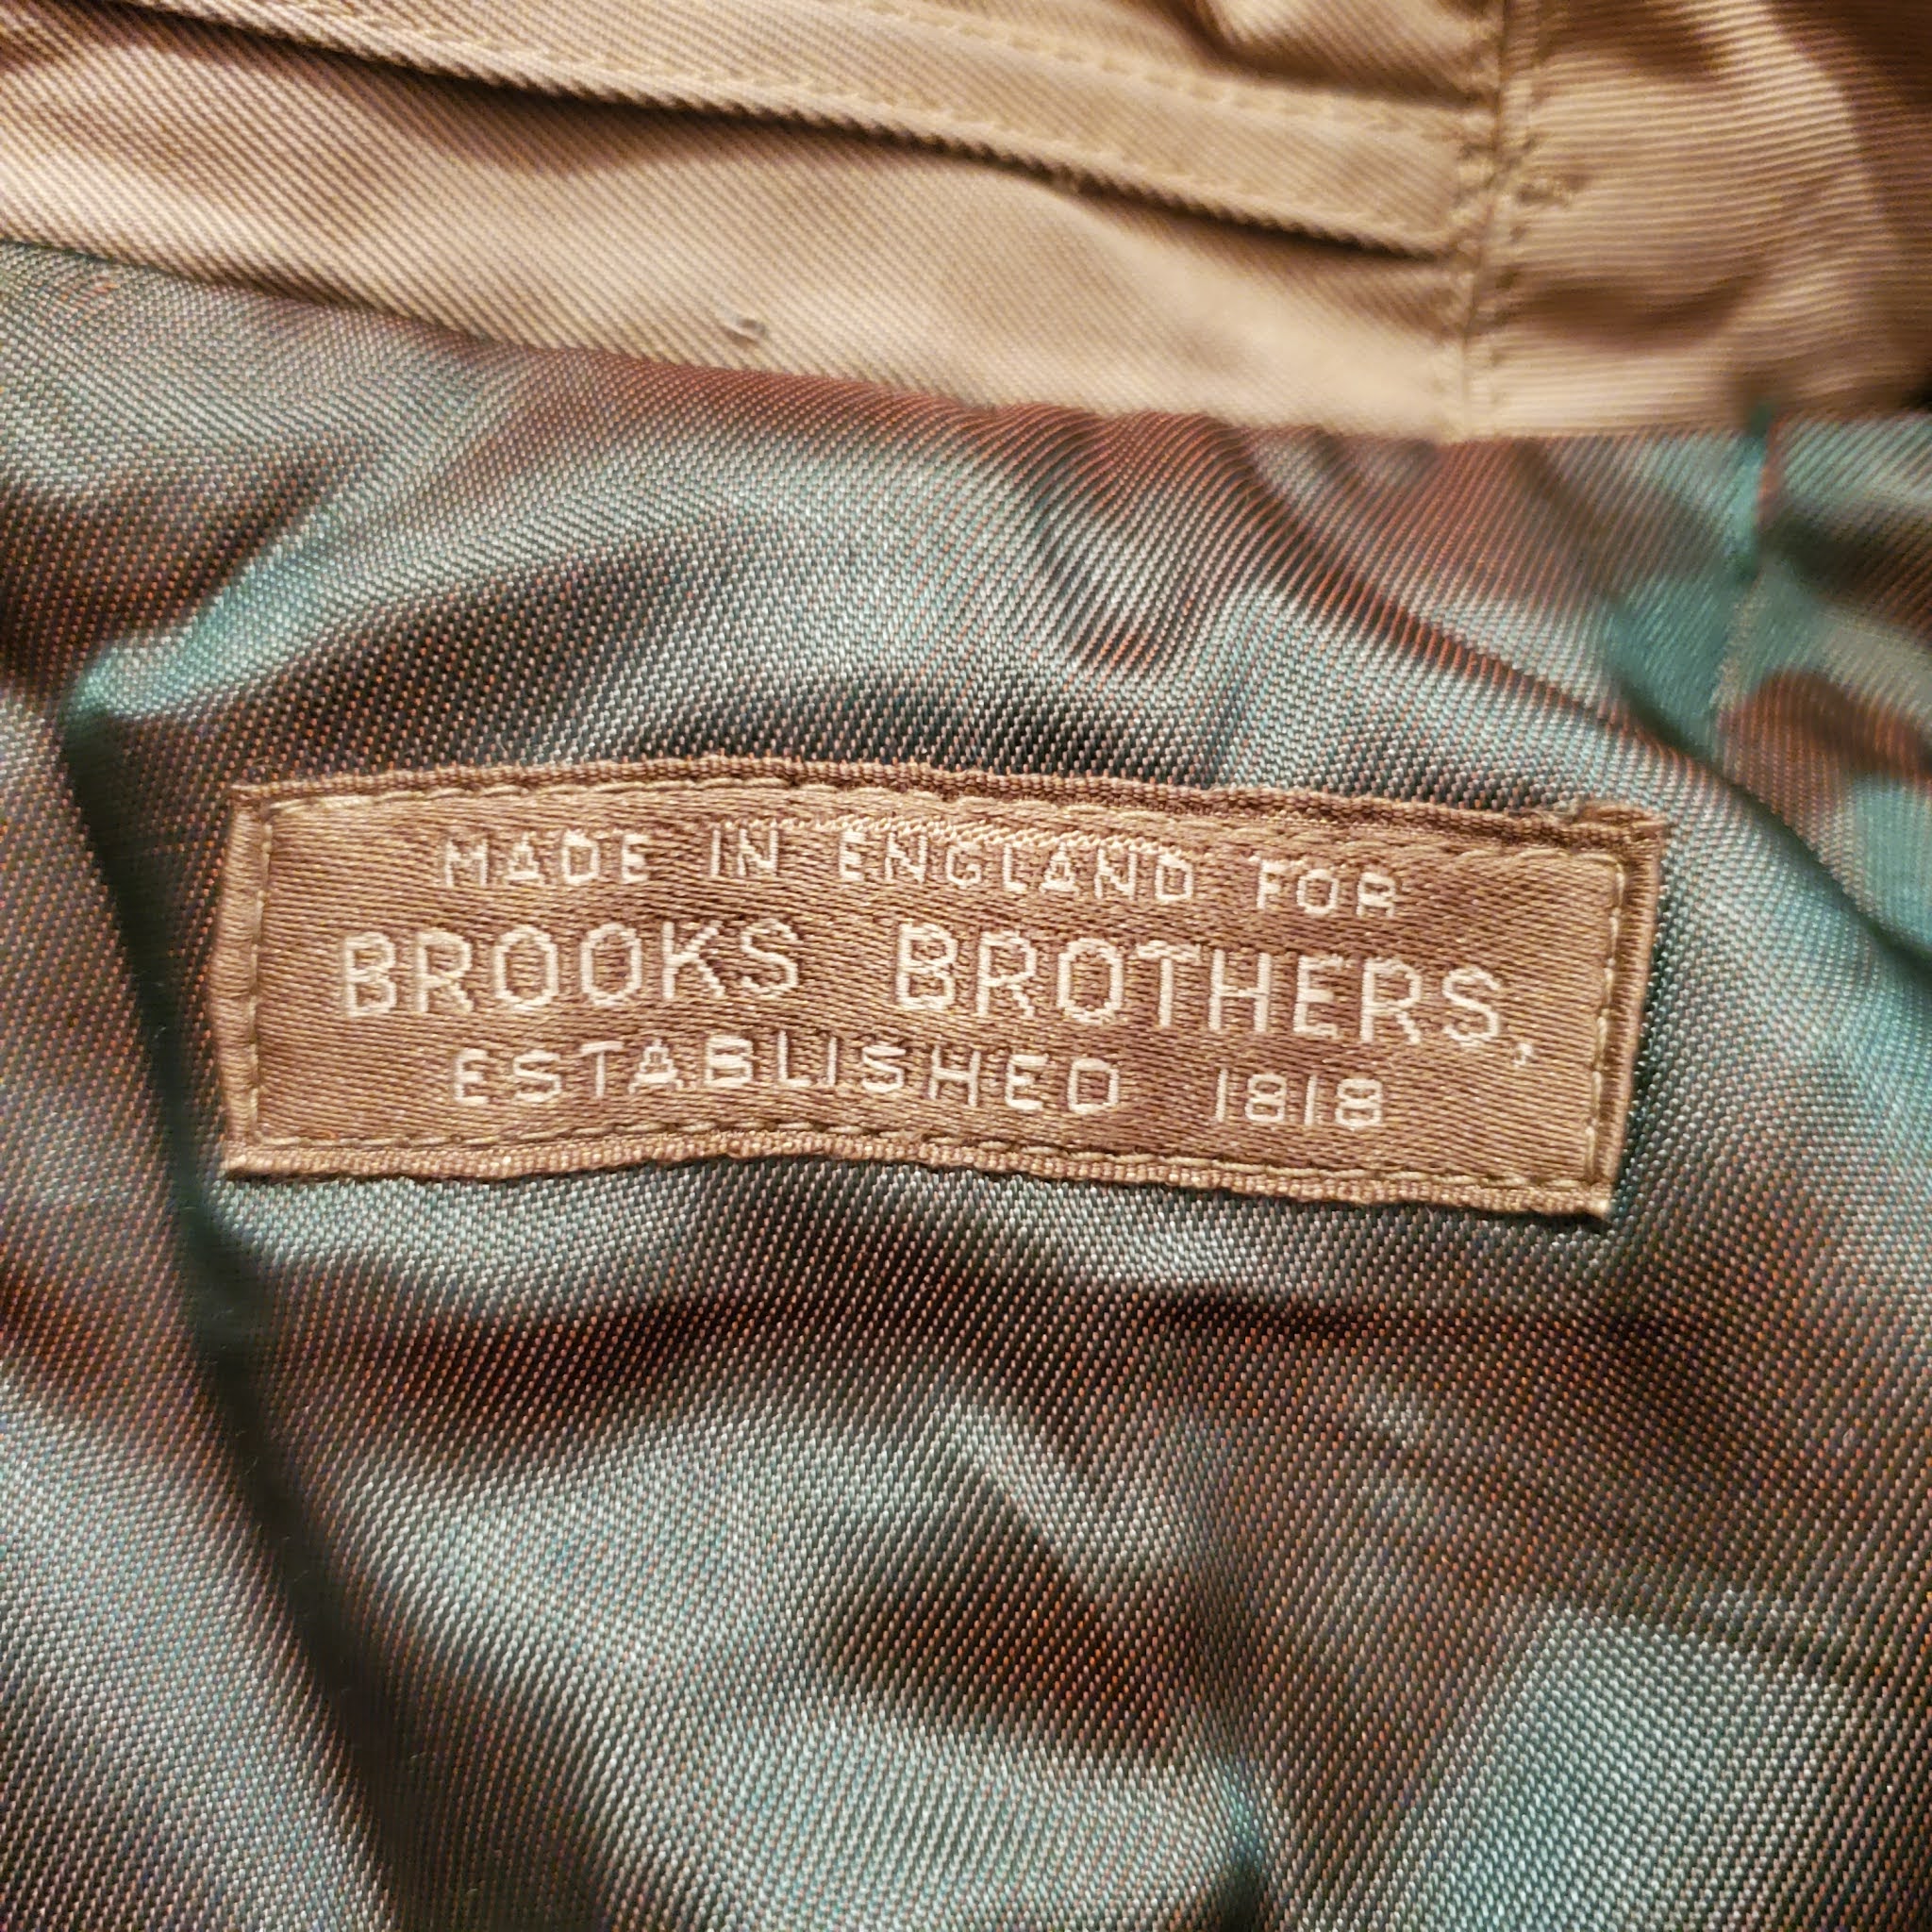 MADE IN ENGLAND FOR
BROOKS BROTHERS,
ESTABLISHED 1818